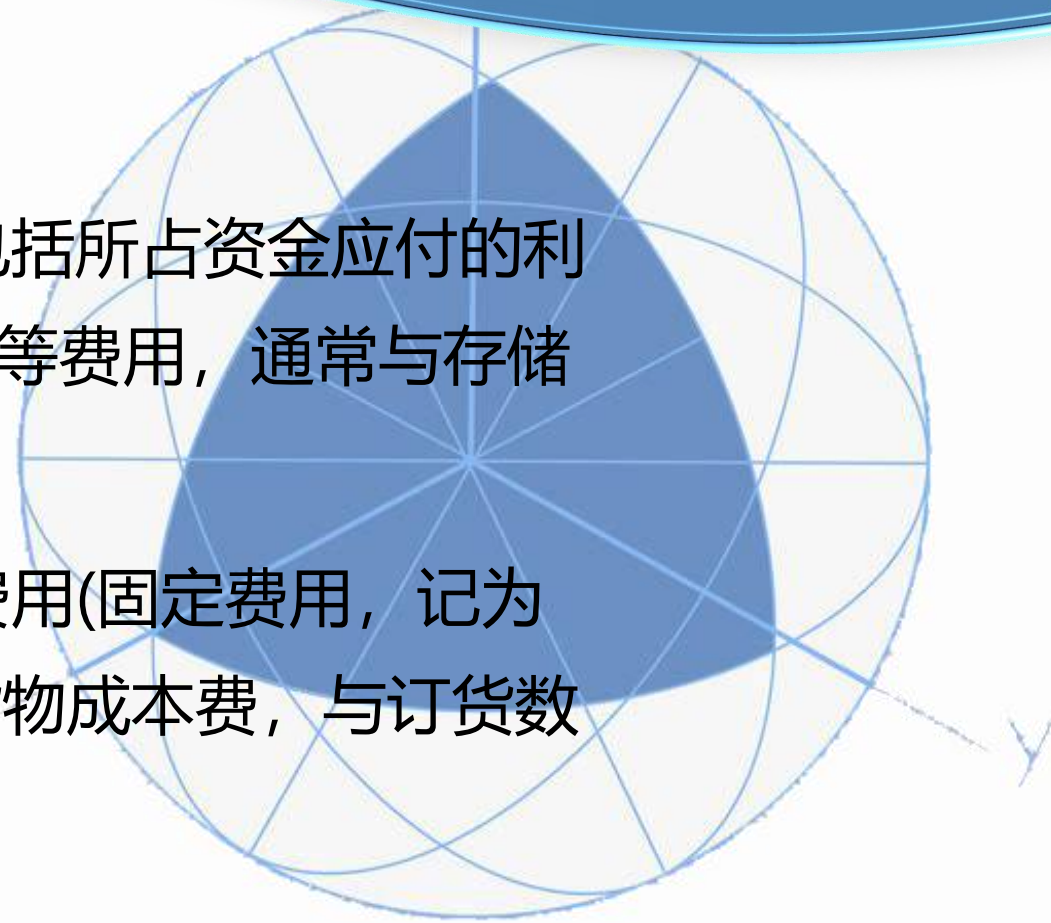 括所占资金应付的利
等费用，通常与存储
费用(固定费用，记为
物成本费，与订货数
y